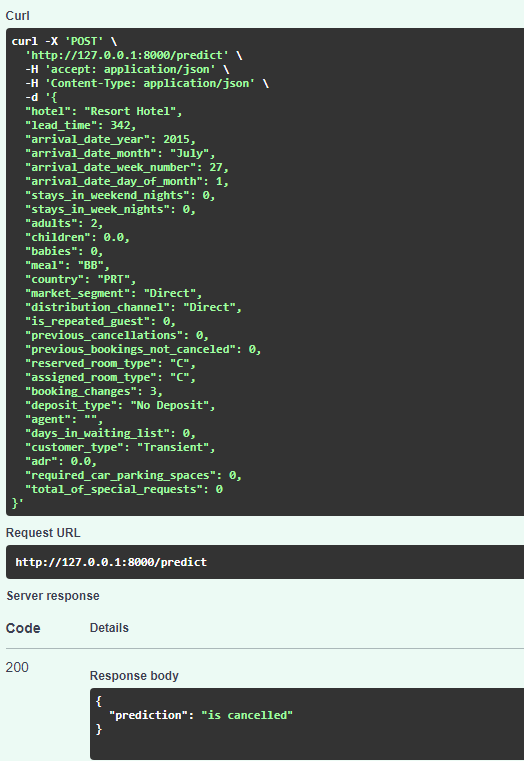 Curl
curl -X 'POST' \
  'http://127.0.0.1:8000/predict' \
  -H 'accept: application/json' \
  -H 'Content-Type: application/json' \
  -d '{
  "hotel": "Resort Hotel",
  "lead_time": 342,
  "arrival_date_year": 2015,
  "arrival_date_month": "July",
  "arrival_date_week_number": 27,
  "arrival_date_day_of_month": 1,
  "stays_in_weekend_nights": 0,
  "stays_in_week_nights": 0,
  "adults": 2,
  "children": 0.0,
  "babies": 0,
  "meal": "BB",
  "country": "PRT",
  "market_segment": "Direct",
  "distribution_channel": "Direct",
  "is_repeated_guest": 0,
  "previous_cancellations": 0,
  "previous_bookings_not_canceled": 0,
  "reserved_room_type": "C",
  "assigned_room_type": "C",
  "booking_changes": 3,
  "deposit_type": "No Deposit",
  "agent": "",
  "days_in_waiting_list": 0,
  "customer_type": "Transient",
  "adr": 0.0,
  "required_car_parking_spaces": 0,
  "total_of_special_requests": 0
}'
Request URL
http://127.0.0.1:8000/predict
Server response
Code Details
200
Response body
{
  "prediction": "is cancelled"
}